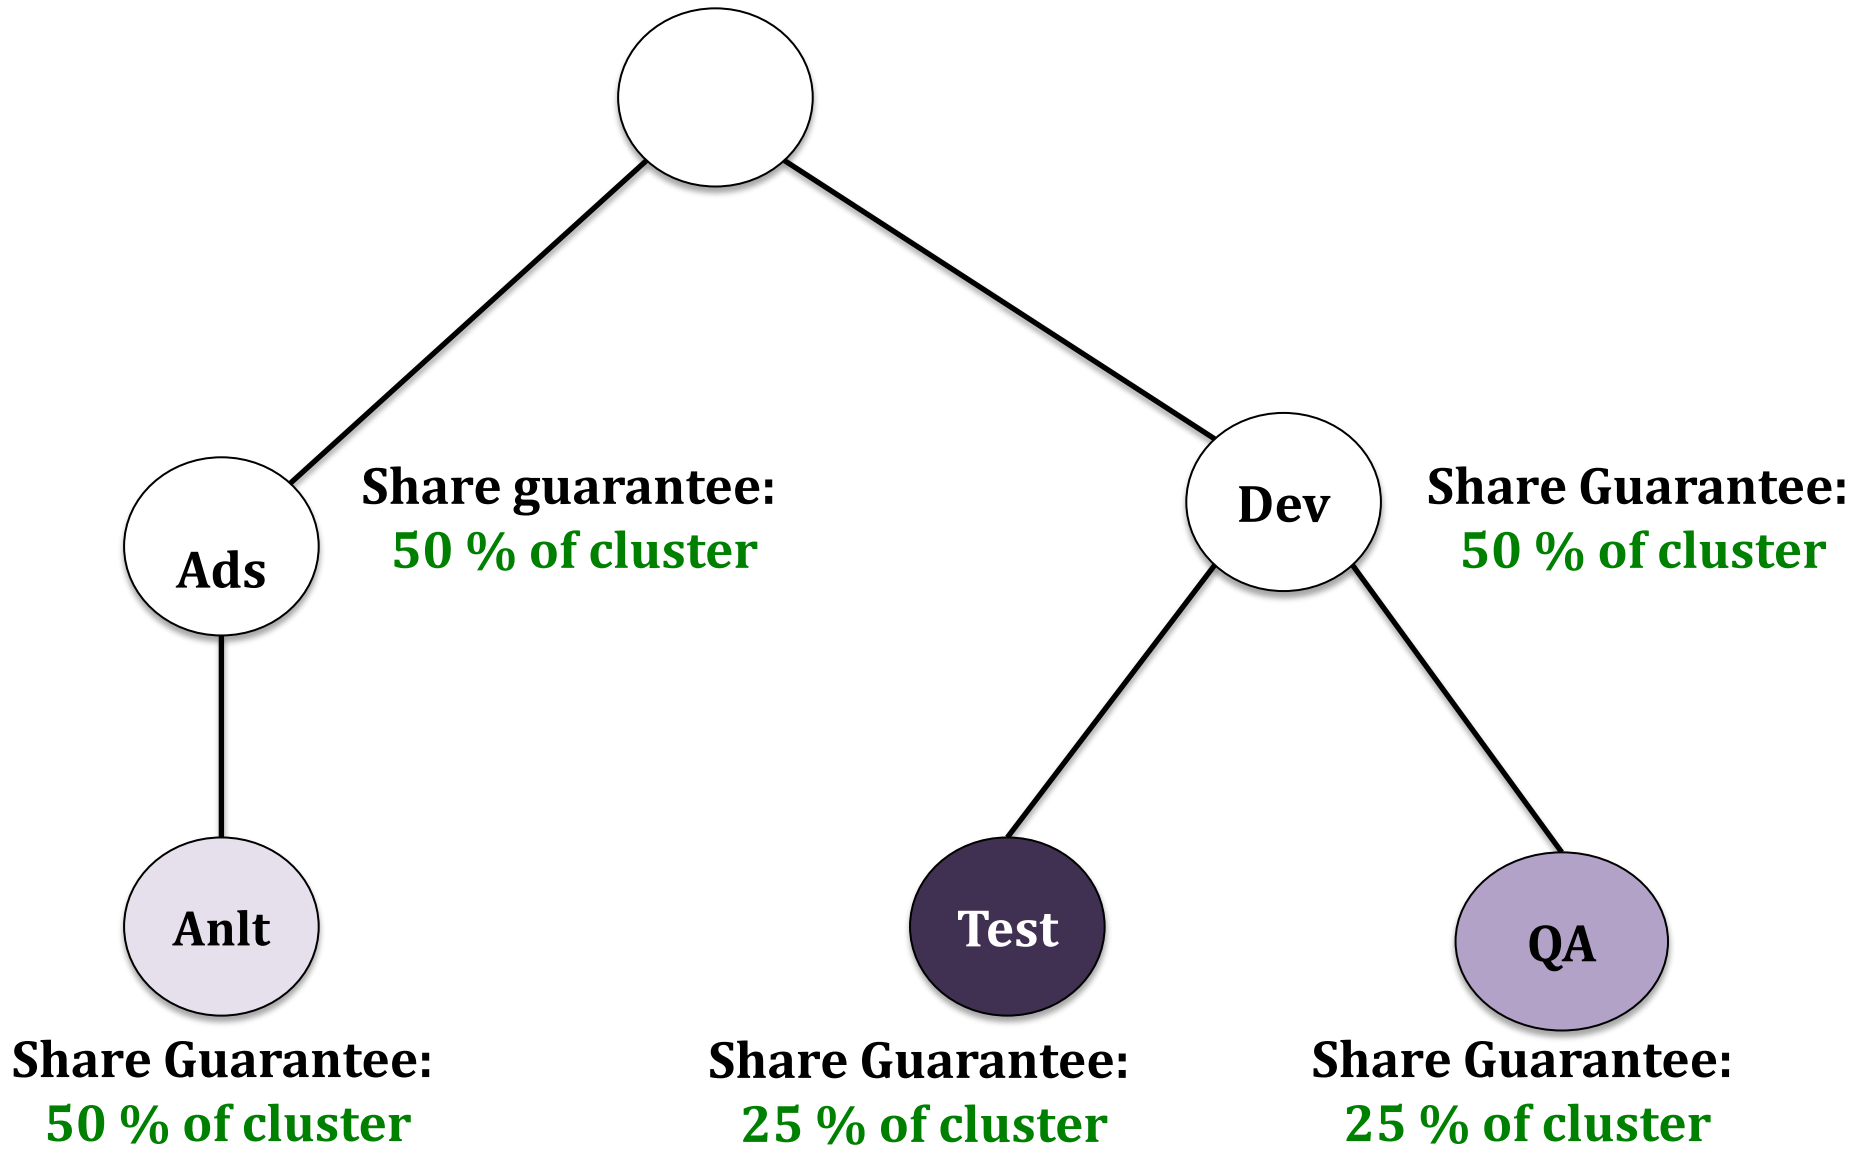 Share guarantee:
50 % of cluster
Ads
Dev
Share Guarantee:
50 % of cluster
Anlt
Share Guarantee:
50 % of cluster
Test
Share Guarantee:
25 % of cluster
QA
Share Guarantee:
25 % of cluster